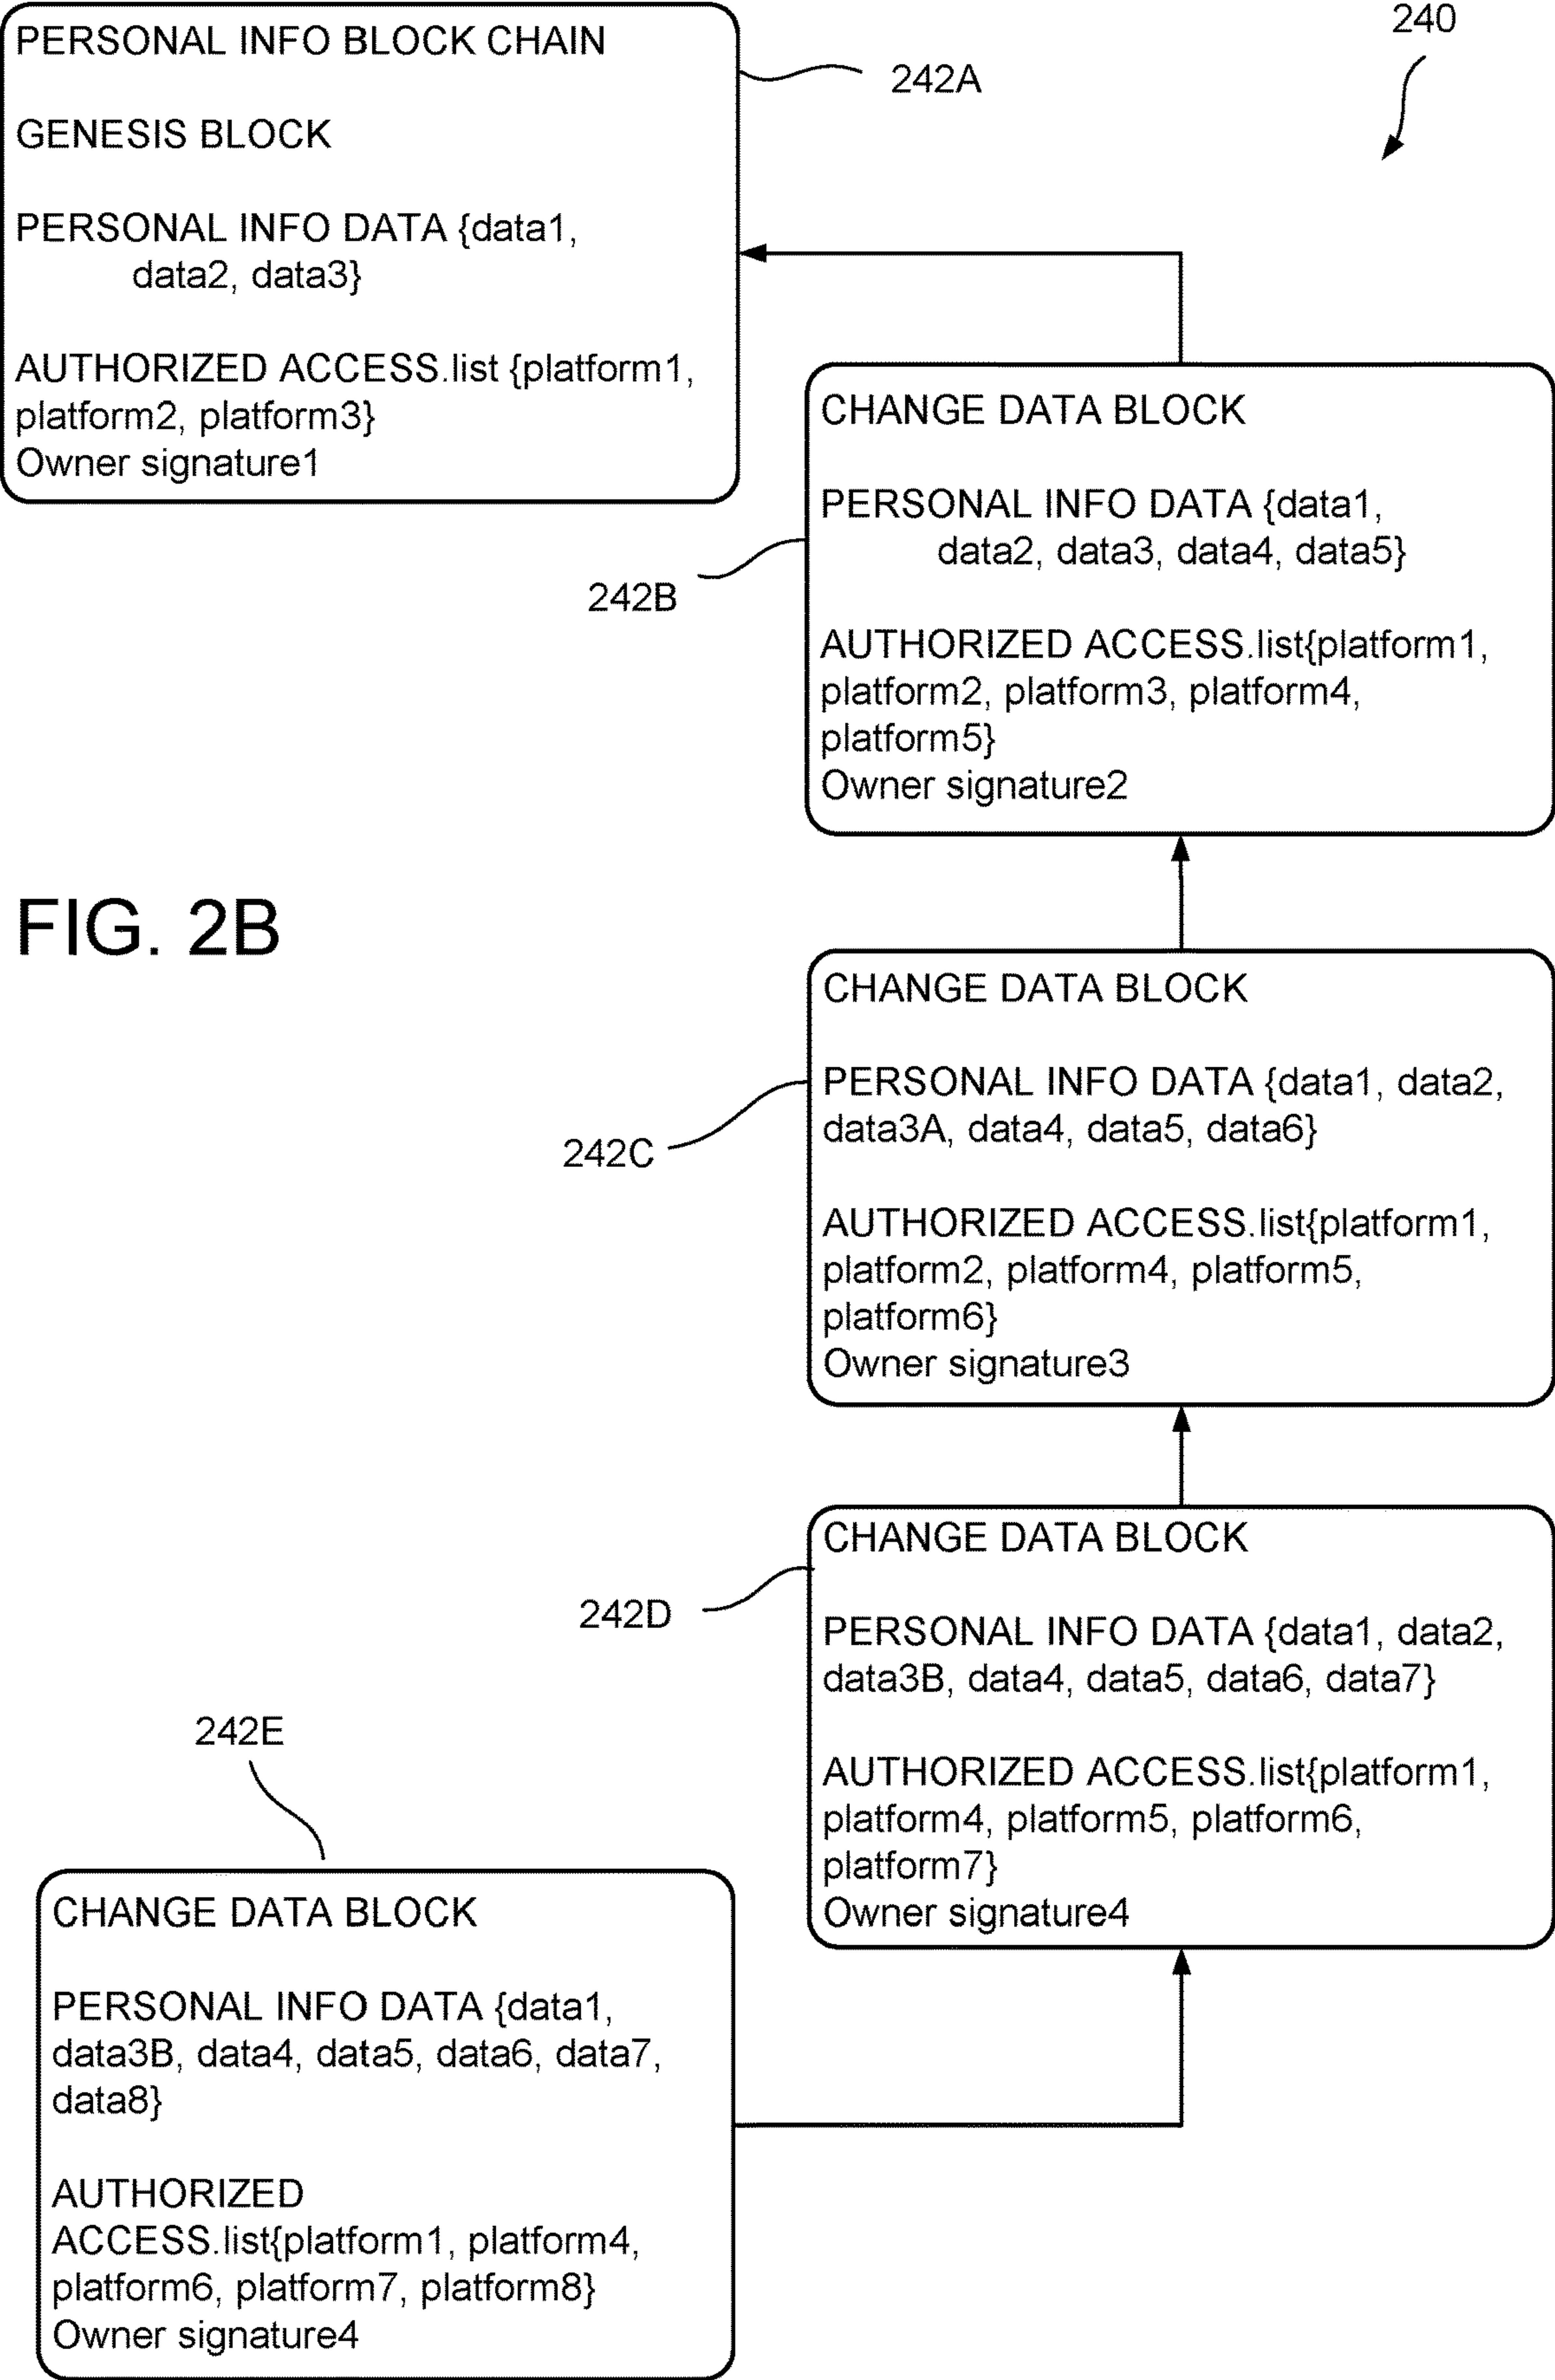 240
PERSONAL INFO BLOCK CHAIN
GENESIS BLOCK
PERSONAL INFO DATA {data1,
data2, data3}
AUTHORIZED ACCESS.list {platform1,
platform2, platform3}
Owner signature1
242A
CHANGE DATA BLOCK
PERSONAL INFO DATA {data1,
data2, data3, data4, data5}
AUTHORIZED ACCESS.list{platform1,
platform2, platform3, platform4,
platform5}
Owner signature2
242B
FIG. 2B
CHANGE DATA BLOCK
PERSONAL INFO DATA {data1, data2,
data3A, data4, data5, data6}
AUTHORIZED ACCESS.list{platform1,
platform2, platform4, platform5,
platform6}
Owner signature3
242C
CHANGE DATA BLOCK
PERSONAL INFO DATA {data1, data2,
data3B, data4, data5, data6, data7}
AUTHORIZED ACCESS.list{platform1,
platform4, platform5, platform6,
platform7}
Owner signature4
242D
242E
CHANGE DATA BLOCK
PERSONAL INFO DATA {data1,
data3B, data4, data5, data6, data7,
data8}
AUTHORIZED
ACCESS.list{platform1, platform4,
platform6, platform7, platform8}
Owner signature4